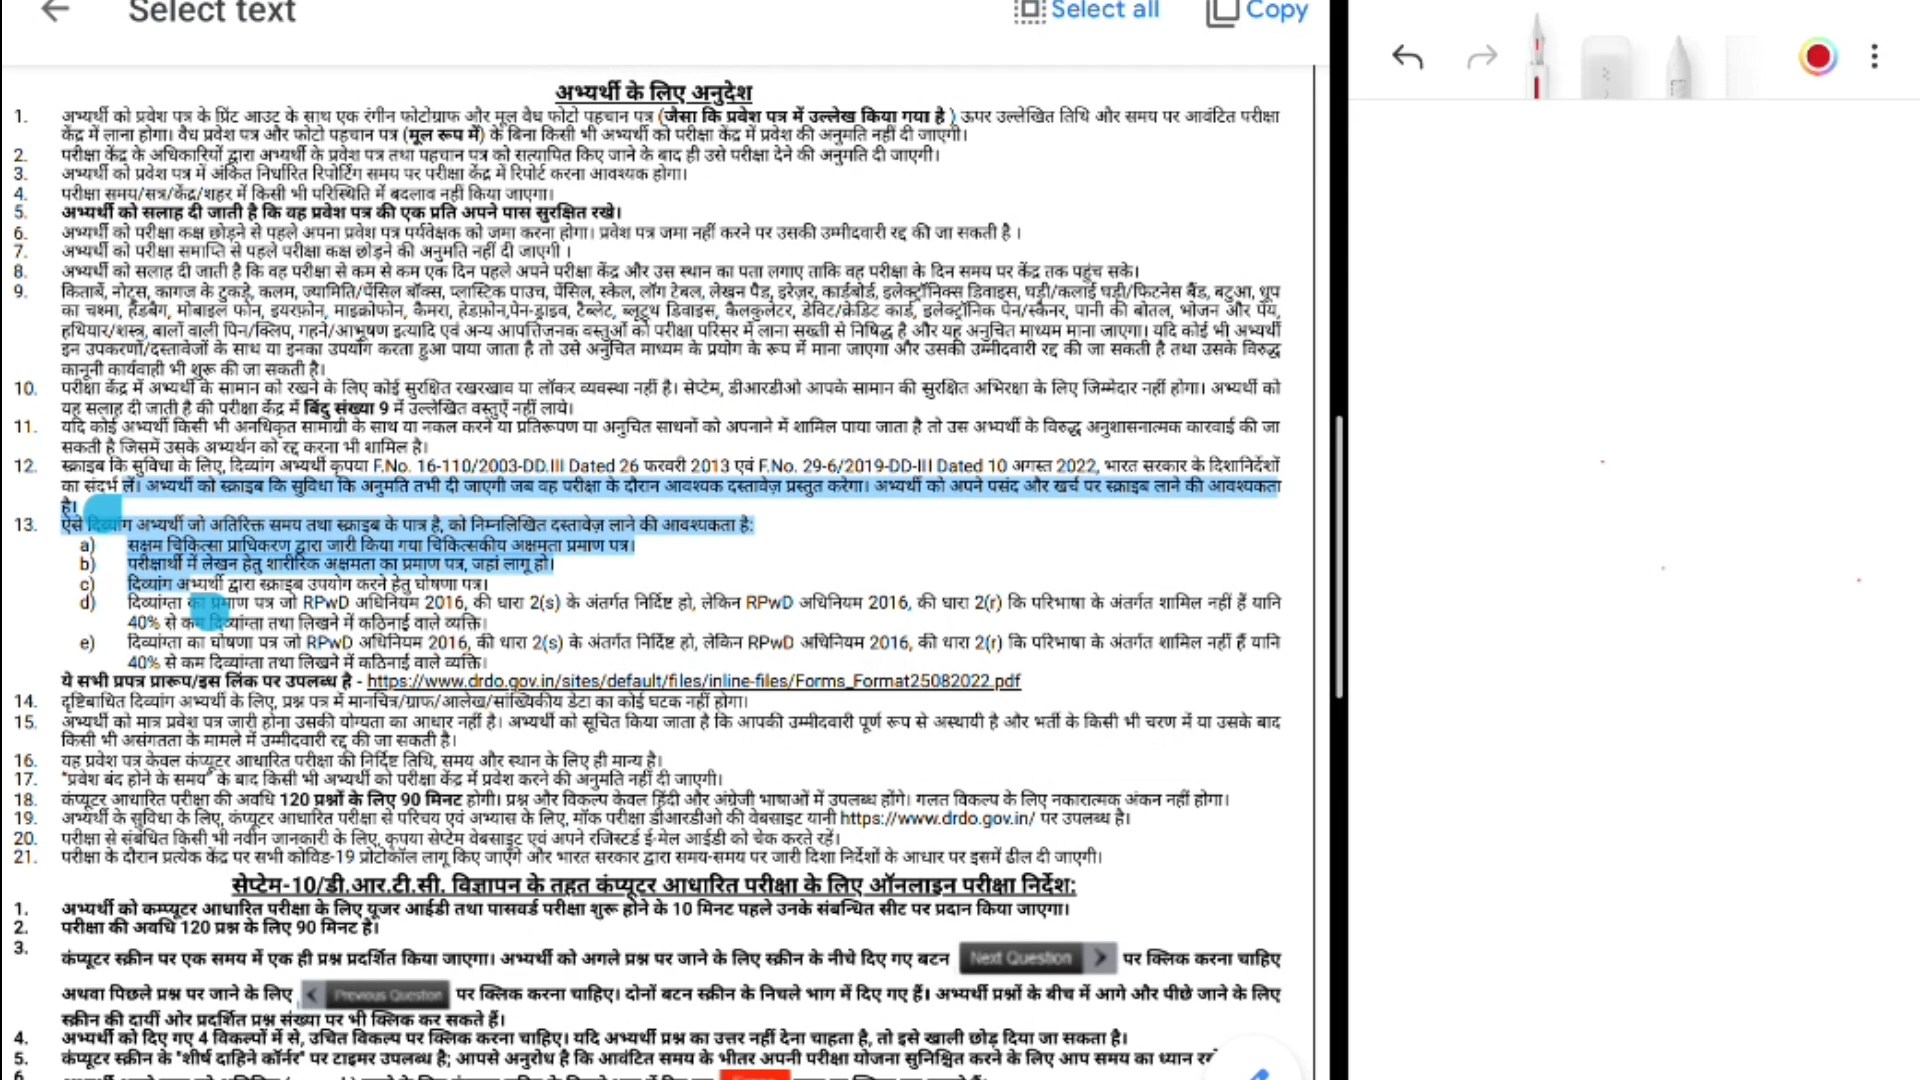 Select text
Select all
Copy
अभ्यर्थी के लिए अनुदेश
1. अभ्यर्थी को प्रवेश पत्र के प्रिंट आउट के साथ एक रंगीन फोटोग्राफ और मूल वैध फोटो पहचान पत्र (जैसा कि प्रवेश पत्र में उल्लेख किया गया है ) ऊपर उल्लेखित तिथि और समय पर आवंटित परीक्षा
केंद्र में लाना होगा। वैध प्रवेश पत्र और फोटो पहचान पत्र (मूल रूप में) के बिना किसी भी अभ्यर्थी को परीक्षा केंद्र में प्रवेश की अनुमति नहीं दी जाएगी।
2. परीक्षा केंद्र के अधिकारियों द्वारा अभ्यर्थी के प्रवेश पत्र तथा पहचान पत्र को सत्यापित किए जाने के बाद ही उसे परीक्षा देने की अनुमति दी जाएगी।
3. अभ्यर्थी को प्रवेश पत्र में अंकित निर्धारित रिपोर्टिंग समय पर परीक्षा केंद्र में रिपोर्ट करना आवश्यक होगा।
4. परीक्षा समय/सत्र/केंद्र/शहर में किसी भी परिस्थिति में बदलाव नहीं किया जाएगा।
5. अभ्यर्थी को सलाह दी जाती है कि वह प्रवेश पत्र की एक प्रति अपने पास सुरक्षित रखे।
6. अभ्यर्थी को परीक्षा कक्ष छोड़ने से पहले अपना प्रवेश पत्र पर्यवेक्षक को जमा करना होगा। प्रवेश पत्र जमा नहीं करने पर उसकी उम्मीदवारी रद्द की जा सकती है ।
7. अभ्यर्थी को परीक्षा समाप्ति से पहले परीक्षा कक्ष छोड़ने की अनुमति नहीं दी जाएगी ।
8. अभ्यर्थी को सलाह दी जाती है कि वह परीक्षा से कम से कम एक दिन पहले अपने परीक्षा केंद्र और उस स्थान का पता लगाए ताकि वह परीक्षा के दिन समय पर केंद्र तक पहुंच सके।
9. किताबें, नोट्स, कागज के टुकड़े, कलम, ज्यामिति/पेंसिल बॉक्स, प्लास्टिक पाउच, पेंसिल, स्केल, लॉग टेबल, लेखन पैड, इरेज़र, कार्डबोर्ड, इलेक्ट्रॉनिक्स डिवाइस, घड़ी/कलाई घड़ी/फिटनेस बैंड, बटुआ, धूप
का चश्मा, हैंडबैग, मोबाइल फोन, इयरफ़ोन, माइक्रोफोन, कैमरा, हेडफ़ोन,पेन-ड्राइव, टैब्लेट, ब्लूटूथ डिवाइस, कैलकुलेटर, डेविट/क्रेडिट कार्ड, इलेक्ट्रॉनिक पेन/स्कैनर, पानी की बोतल, भोजन और पेय,
हथियार/शस्त्र, बालों वाली पिन/क्लिप, गहने/आभूषण इत्यादि एवं अन्य आपत्तिजनक वस्तुओं को परीक्षा परिसर में लाना सख्ती से निषिद्ध है और यह अनुचित माध्यम माना जाएगा। यदि कोई भी अभ्यर्थी
इन उपकरणों/दस्तावेजों के साथ या इनका उपयोग करता हुआ पाया जाता है तो उसे अनुचित माध्यम के प्रयोग के रूप में माना जाएगा और उसकी उम्मीदवारी रद्द की जा सकती है तथा उसके विरुद्ध
कानूनी कार्यवाही भी शुरू की जा सकती है।
10. परीक्षा केंद्र में अभ्यर्थी के सामान को रखने के लिए कोई सुरक्षित रखरखाव या लॉकर व्यवस्था नहीं है। सेप्टेम, डीआरडीओ आपके सामान की सुरक्षित अभिरक्षा के लिए जिम्मेदार नहीं होगा। अभ्यर्थी को
यह सलाह दी जाती है की परीक्षा केंद्र में बिंदु संख्या 9 में उल्लेखित वस्तुऐं नहीं लाये।
11. यदि कोई अभ्यर्थी किसी भी अनधिकृत सामाग्री के साथ या नकल करने या प्रतिरूपण या अनुचित साधनों को अपनाने में शामिल पाया जाता है तो उस अभ्यर्थी के विरुद्ध अनुशासनात्मक कारवाई की जा
सकती है जिसमें उसके अभ्यर्थन को रद्द करना भी शामिल है।
12. स्क्राइब कि सुविधा के लिए, दिव्यांग अभ्यर्थी कृपया F.No. 16-110/2003-DD.III Dated 26 फरवरी 2013 एवं F.No. 29-6/2019-DD-III Dated 10 अगस्त 2022, भारत सरकार के दिशानिर्देशों
का संदर्भ लें। अभ्यर्थी को स्क्राइब कि सुविधा कि अनुमति तभी दी जाएगी जब वह परीक्षा के दौरान आवश्यक दस्तावेज़ प्रस्तुत करेगा। अभ्यर्थी को अपने पसंद और खर्च पर स्क्राइब लाने की आवश्यकता
है।
13. ऐसे दिव्यांग अभ्यर्थी जो अतिरिक्त समय तथा स्क्राइब के पात्र है, को निम्नलिखित दस्तावेज़ लाने की आवश्यकता है:
a) सक्षम चिकित्सा प्राधिकरण द्वारा जारी किया गया चिकित्सकीय अक्षमता प्रमाण पत्र।
b) परीक्षार्थी में लेखन हेतु शारीरिक अक्षमता का प्रमाण पत्र, जहां लागू हो।
c) दिव्यांग अभ्यर्थी द्वारा स्क्राइब उपयोग करने हेतु घोषणा पत्र।
d) दिव्यांग्ता का प्रमाण पत्र जो RPwD अधिनियम 2016, की धारा 2(s) के अंतर्गत निर्दिष्ट हो, लेकिन RPwD अधिनियम 2016, की धारा 2(r) कि परिभाषा के अंतर्गत शामिल नहीं हैं यानि
40% से कम दिव्यांग्ता तथा लिखने में कठिनाई वाले व्यक्ति।
e) दिव्यांग्ता का घोषणा पत्र जो RPwD अधिनियम 2016, की धारा 2(s) के अंतर्गत निर्दिष्ट हो, लेकिन RPwD अधिनियम 2016, की धारा 2(r) कि परिभाषा के अंतर्गत शामिल नहीं हैं यानि
40% से कम दिव्यांग्ता तथा लिखने में कठिनाई वाले व्यक्ति।
ये सभी प्रपत्र प्रारूप/इस लिंक पर उपलब्ध है - https://www.drdo.gov.in/sites/default/files/inline-files/Forms_Format25082022.pdf
14. दृष्टिबाधित दिव्यांग अभ्यर्थी के लिए, प्रश्न पत्र में मानचित्र/ग्राफ/आलेख/सांख्यिकीय डेटा का कोई घटक नहीं होगा।
15. अभ्यर्थी को मात्र प्रवेश पत्र जारी होना उसकी योग्यता का आधार नहीं है। अभ्यर्थी को सूचित किया जाता है कि आपकी उम्मीदवारी पूर्ण रूप से अस्थायी है और भर्ती के किसी भी चरण में या उसके बाद
किसी भी असंगतता के मामले में उम्मीदवारी रद्द की जा सकती है।
16. यह प्रवेश पत्र केवल कंप्यूटर आधारित परीक्षा की निर्दिष्ट तिथि, समय और स्थान के लिए ही मान्य है।
17. "प्रवेश बंद होने के समय" के बाद किसी भी अभ्यर्थी को परीक्षा केंद्र में प्रवेश करने की अनुमति नहीं दी जाएगी।
18. कंप्यूटर आधारित परीक्षा की अवधि 120 प्रश्नों के लिए 90 मिनट होगी। प्रश्न और विकल्प केवल हिंदी और अंग्रेजी भाषाओं में उपलब्ध होंगे। गलत विकल्प के लिए नकारात्मक अंकन नहीं होगा।
19. अभ्यर्थी के सुविधा के लिए, कंप्यूटर आधारित परीक्षा से परिचय एवं अभ्यास के लिए, मॉक परीक्षा डीआरडीओ की वेबसाइट यानी https://www.drdo.gov.in/ पर उपलब्ध है।
20. परीक्षा से संबंधित किसी भी नवीन जानकारी के लिए, कृपया सेप्टेम वेबसाइट एवं अपने रजिस्टर्ड ई-मेल आईडी को चेक करते रहें।
21. परीक्षा के दौरान प्रत्येक केंद्र पर सभी कोविड-19 प्रोटोकॉल लागू किए जाएंगे और भारत सरकार द्वारा समय-समय पर जारी दिशा निर्देशों के आधार पर इसमें ढील दी जाएगी।
सेप्टेम-10/डी.आर.टी.सी. विज्ञापन के तहत कंप्यूटर आधारित परीक्षा के लिए ऑनलाइन परीक्षा निर्देश:
1. अभ्यर्थी को कम्प्यूटर आधारित परीक्षा के लिए यूजर आईडी तथा पासवर्ड परीक्षा शुरू होने के 10 मिनट पहले उनके संबन्धित सीट पर प्रदान किया जाएगा।
2. परीक्षा की अवधि 120 प्रश्न के लिए 90 मिनट है।
3. कंप्यूटर स्क्रीन पर एक समय में एक ही प्रश्न प्रदर्शित किया जाएगा। अभ्यर्थी को अगले प्रश्न पर जाने के लिए स्क्रीन के नीचे दिए गए बटन Next Question > पर क्लिक करना चाहिए
अथवा पिछले प्रश्न पर जाने के लिए < Previous Question पर क्लिक करना चाहिए। दोनों बटन स्क्रीन के निचले भाग में दिए गए हैं। अभ्यर्थी प्रश्नों के बीच में आगे और पीछे जाने के लिए
स्क्रीन की दायीं ओर प्रदर्शित प्रश्न संख्या पर भी क्लिक कर सकते हैं।
4. अभ्यर्थी को दिए गए 4 विकल्पों में से, उचित विकल्प पर क्लिक करना चाहिए। यदि अभ्यर्थी प्रश्न का उत्तर नहीं देना चाहता है, तो इसे खाली छोड़ दिया जा सकता है।
5. कंप्यूटर स्क्रीन के "शीर्ष दाहिने कॉर्नर" पर टाइमर उपलब्ध है; आपसे अनुरोध है कि आवंटित समय के भीतर अपनी परीक्षा योजना सुनिश्चित करने के लिए आप समय का ध्यान